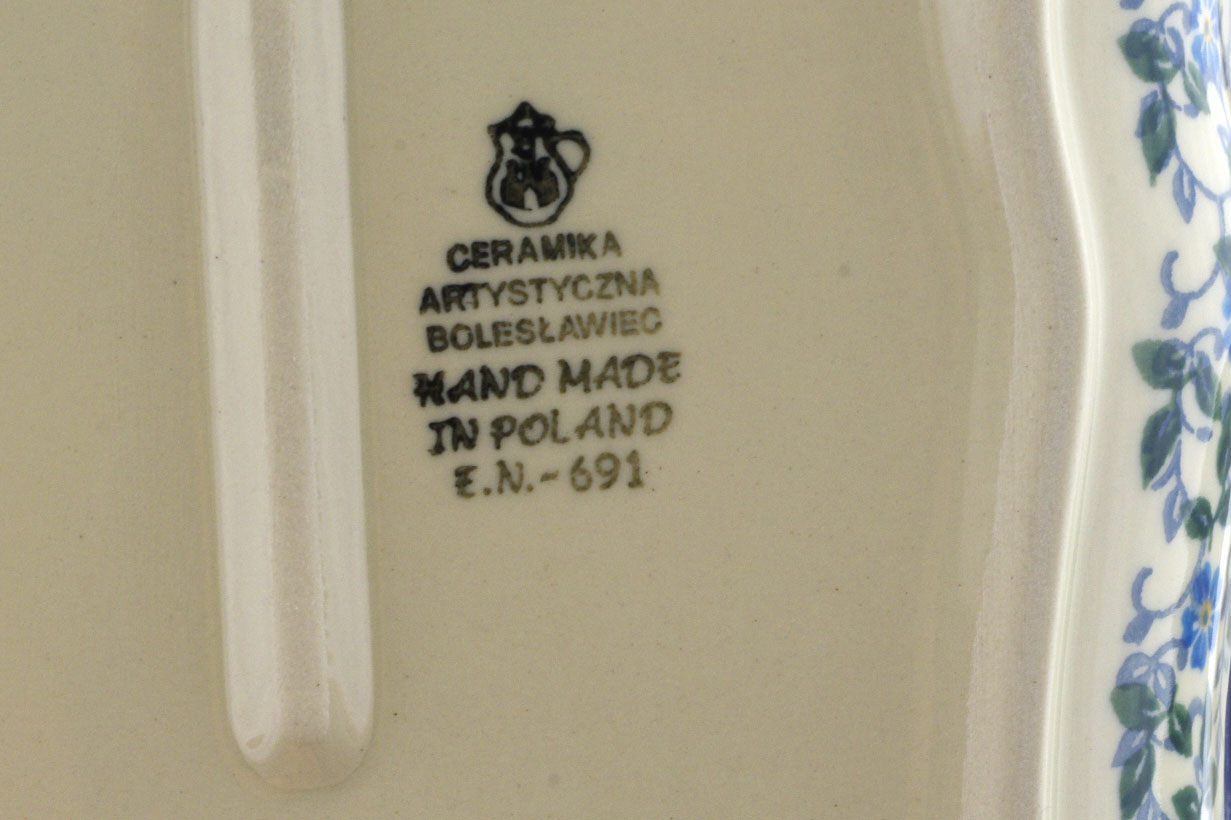 CERAMIKA
ARTYSTYCZNA
BOLESŁAWIEC
HAND MADE
IN POLAND
E.N.-691